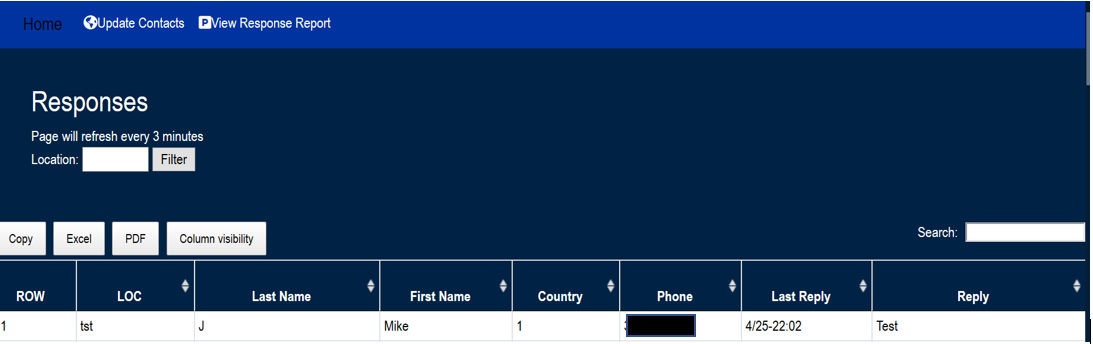 Home Update Contacts P View Response Report
Responses
Page will refresh every 3 minutes
Location: Filter
Copy Excel PDF Column visibility Search:
ROW LOC Last Name First Name Country Phone Last Reply Reply
1 tst J Mike 1 4/25-22:02 Test